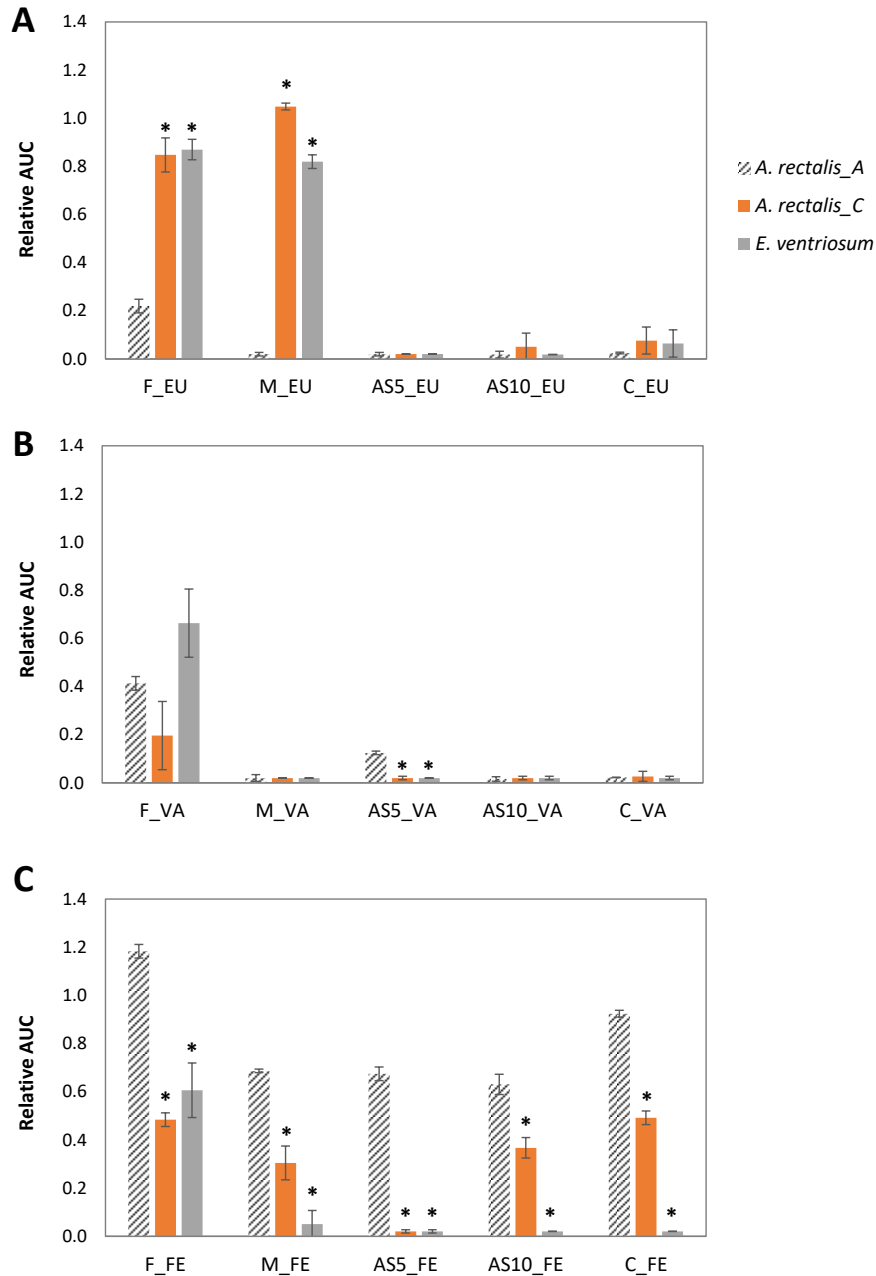 A
Relative AUC
1.4
1.2
1.0
0.8
0.6
0.4
0.2
0.0
* * * *
F_EU M_EU AS5_EU AS10_EU C_EU
A. rectalis_A
A. rectalis_C
E. ventriosum
B
Relative AUC
1.4
1.2
1.0
0.8
0.6
0.4
0.2
0.0
* *
F_VA M_VA AS5_VA AS10_VA C_VA
C
Relative AUC
1.4
1.2
1.0
0.8
0.6
0.4
0.2
0.0
* * * * * * * * * *
F_FE M_FE AS5_FE AS10_FE C_FE